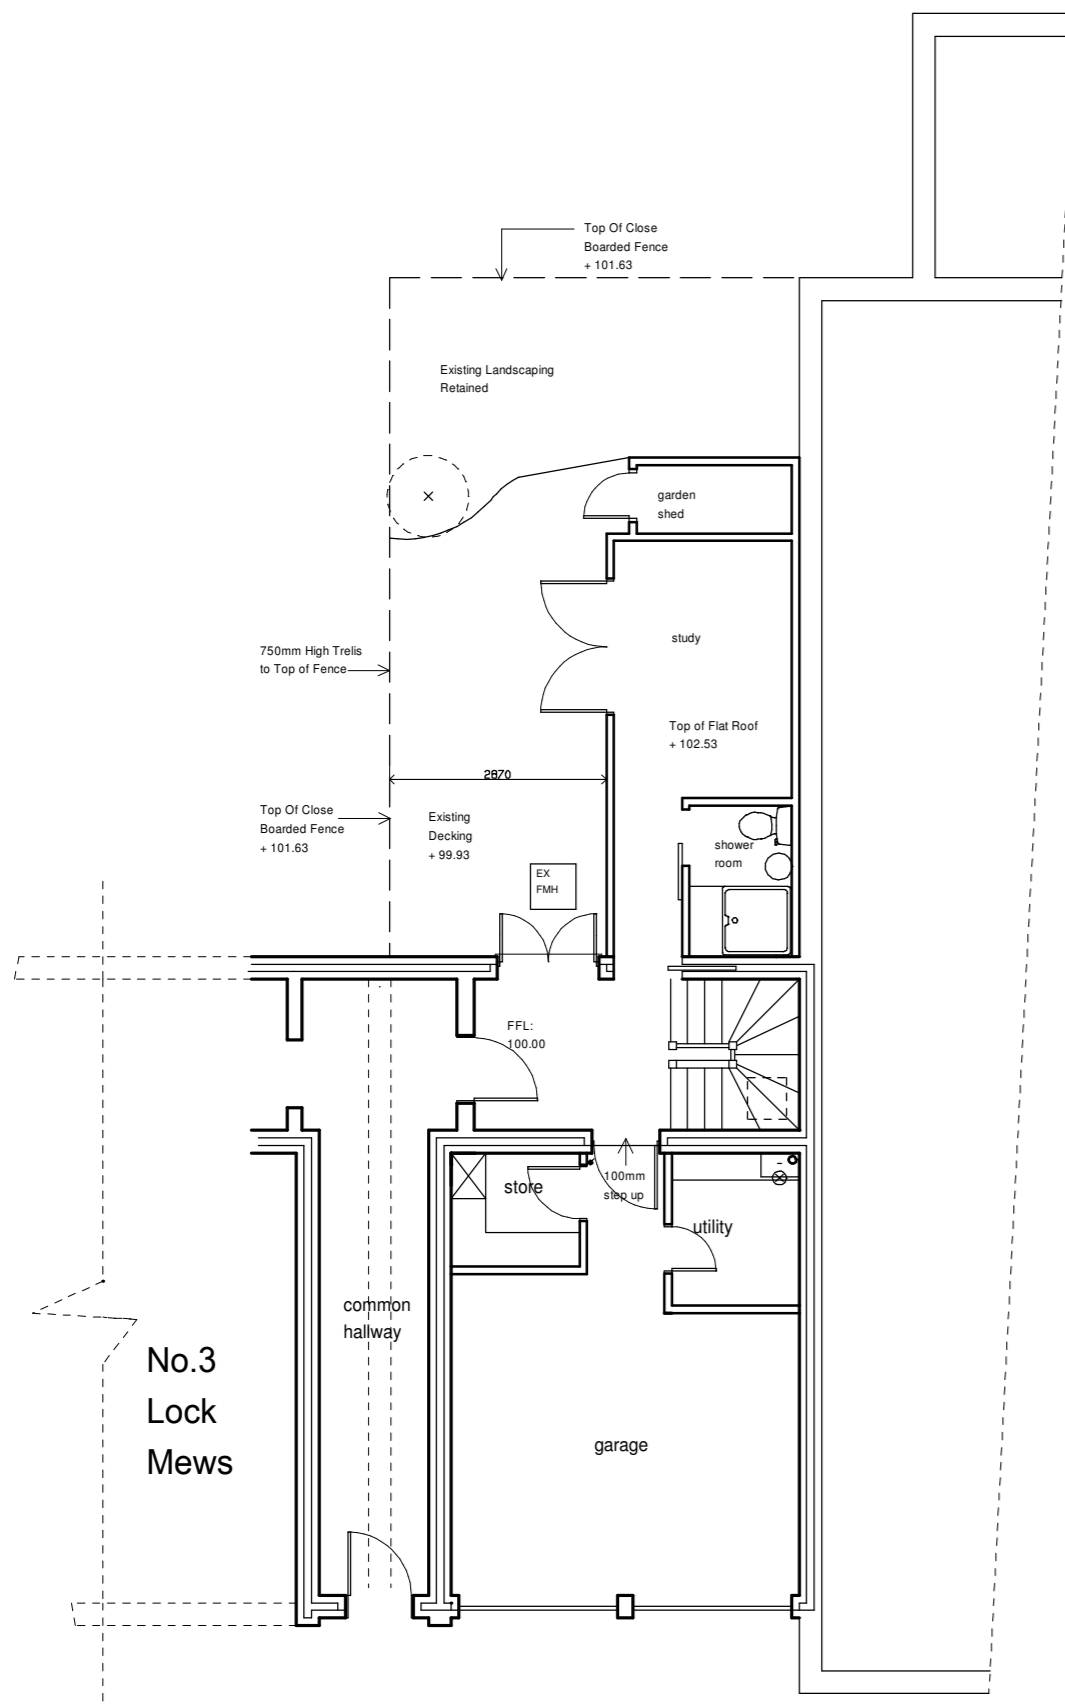 Top Of Close
Boarded Fence
+ 101.63
Existing Landscaping
Retained
garden
shed
study
750mm High Trelis
to Top of Fence
Top of Flat Roof
+ 102.53
2870
Top Of Close
Boarded Fence
+ 101.63
Existing
Decking
+ 99.93
shower
room
EX
FMH
FFL:
100.00
100mm
step up
store
utility
common
hallway
No.3
Lock
Mews
garage